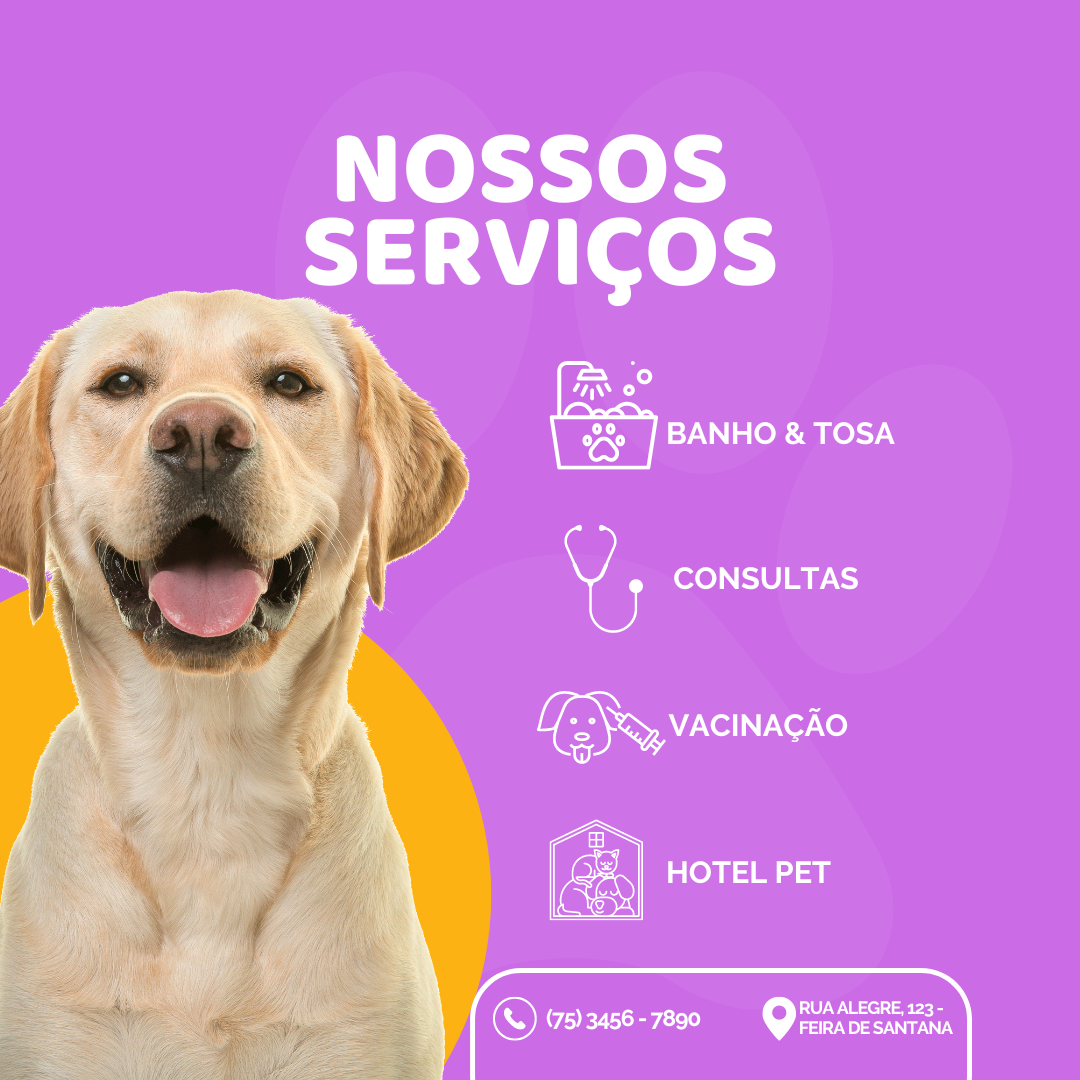 NOSSOS
SERVIÇOS
BANHO & TOSA
CONSULTAS
VACINAÇÃO
HOTEL PET
(75) 3456 - 7890
RUA ALEGRE, 123 -
FEIRA DE SANTANA